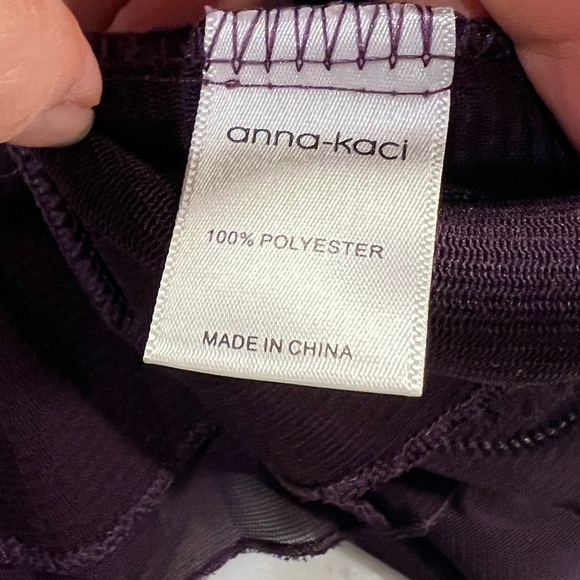 anna-kaci
100% POLYESTER
MADE IN CHINA